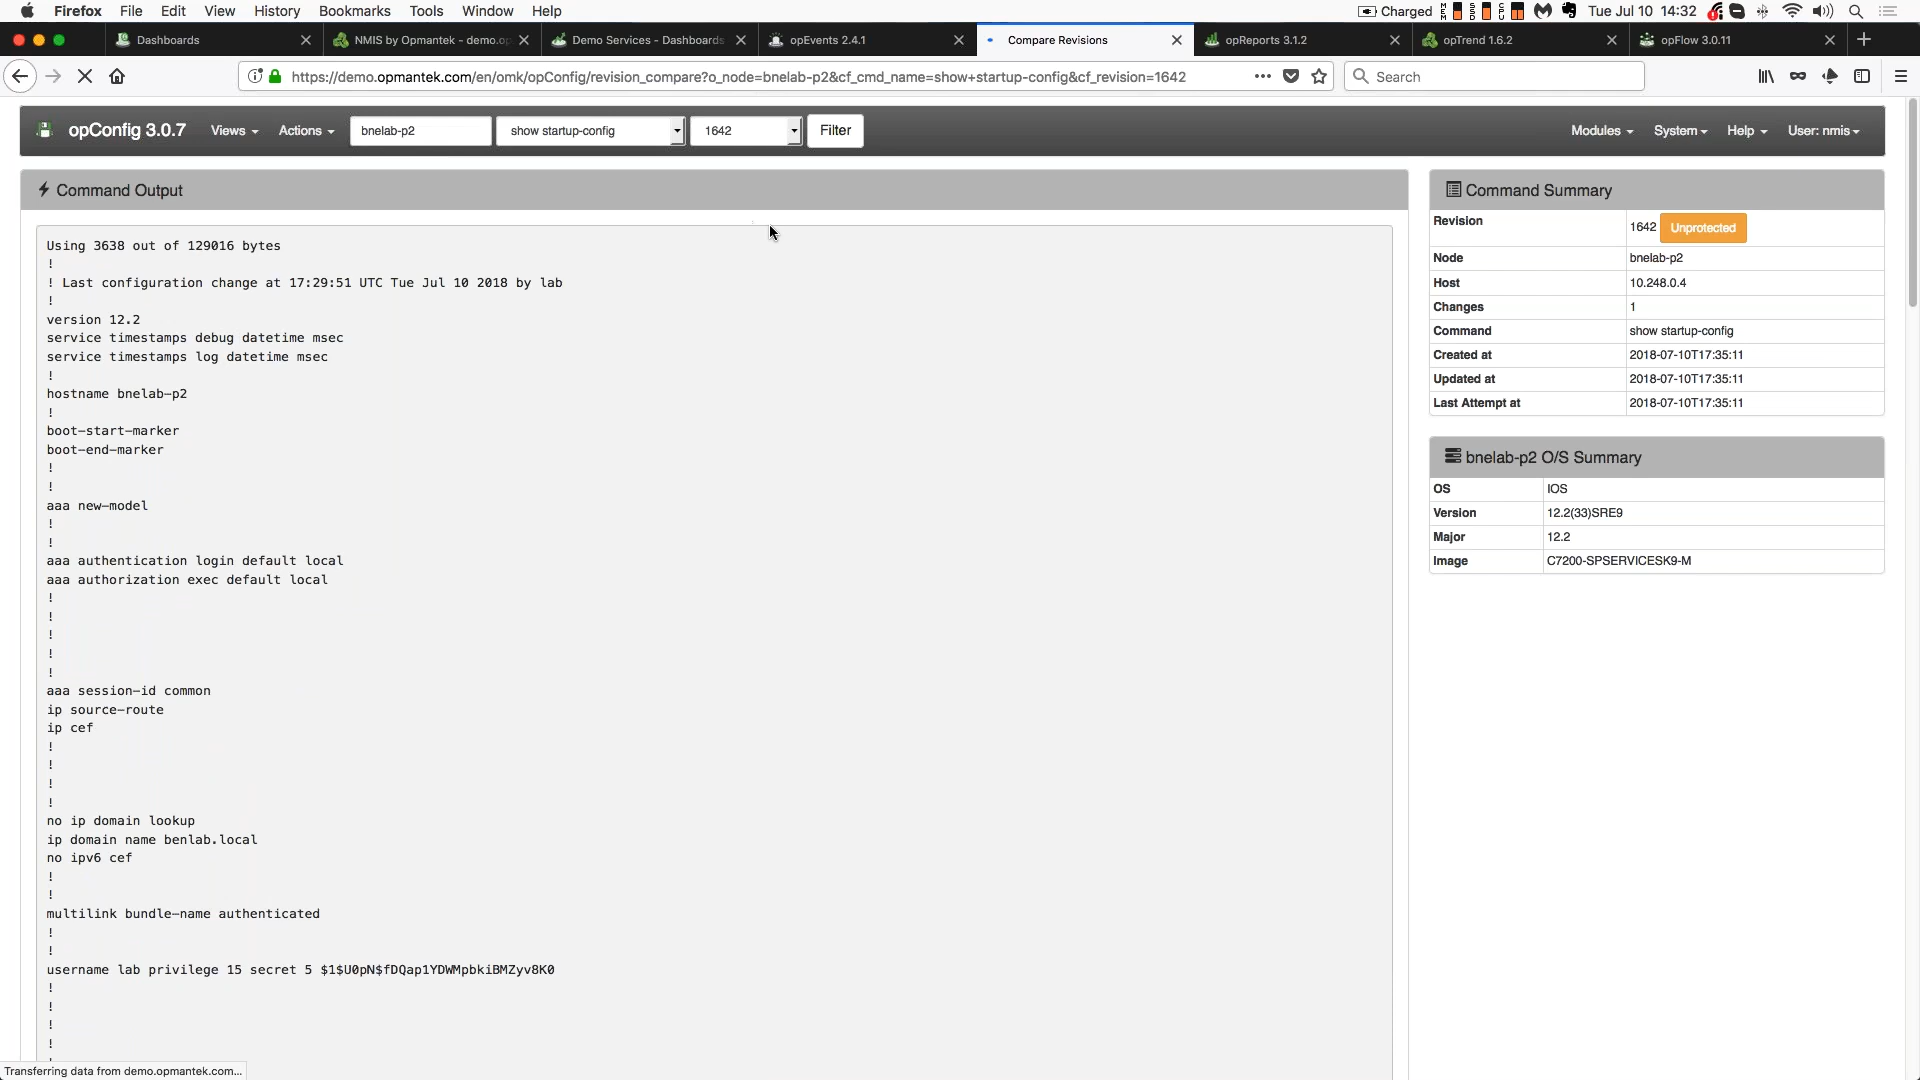 Firefox File Edit View History Bookmarks Tools Window Help
Charged Tue Jul 10 14:32
Dashboards
NMIS by Opmantek - demo.op
Demo Services - Dashboards
opEvents 2.4.1
Compare Revisions
opReports 3.1.2
opTrend 1.6.2
opFlow 3.0.11
https://demo.opmantek.com/en/omk/opConfig/revision_compare?o_node=bnelab-p2&cf_cmd_name=show+startup-config&cf_revision=1642
Search
opConfig 3.0.7 Views Actions bnelab-p2 show startup-config 1642 Filter Modules System Help User: nmis
Command Output
Using 3638 out of 129016 bytes
!
! Last configuration change at 17:29:51 UTC Tue Jul 10 2018 by lab
!
version 12.2
service timestamps debug datetime msec
service timestamps log datetime msec
!
hostname bnelab-p2
!
boot-start-marker
boot-end-marker
!
!
aaa new-model
!
!
aaa authentication login default local
aaa authorization exec default local
!
!
!
!
!
aaa session-id common
ip source-route
ip cef
!
!
!
!
no ip domain lookup
ip domain name benlab.local
no ipv6 cef
!
!
multilink bundle-name authenticated
!
!
username lab privilege 15 secret 5 $1$U0pN$fDQap1YDWMpbkiBMZyv8K0
!
!
!
!
Command Summary
Revision 1642 Unprotected
Node bnelab-p2
Host 10.248.0.4
Changes 1
Command show startup-config
Created at 2018-07-10T17:35:11
Updated at 2018-07-10T17:35:11
Last Attempt at 2018-07-10T17:35:11
bnelab-p2 O/S Summary
OS IOS
Version 12.2(33)SRE9
Major 12.2
Image C7200-SPSERVICESK9-M
Transferring data from demo.opmantek.com...